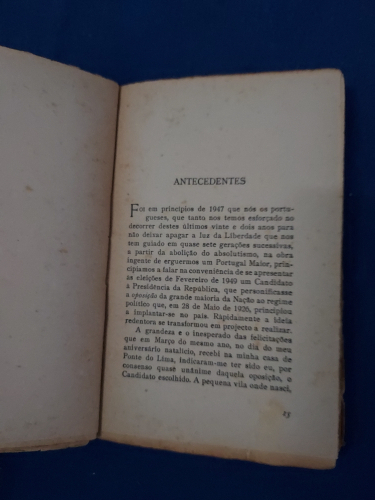 ANTECEDENTES
FOI em princípios de 1947 que nós os portu-
gueses, que tanto nos temos esforçado no
decorrer destes últimos vinte e dois anos para
não deixar apagar a luz da Liberdade que nos
tem guiado em quase sete gerações sucessivas,
a partir da abolição do absolutismo, na obra
ingente de erguermos um Portugal Maior, prin-
cipiamos a falar na conveniência de se apresentar
às eleições de Fevereiro de 1949 um Candidato
à Presidência da República, que personificasse
a oposição da grande maioria da Nação ao regime
político que, em 28 de Maio de 1926, principiou
a implantar-se no país. Rapidamente a ideia
redentora se transformou em projecto a realizar.
A grandeza e o inesperado das felicitações
que em Março do mesmo ano, no dia do meu
aniversário natalício, recebi na minha casa de
Ponte do Lima, indicaram-me ter sido eu, por
consenso quase unânime daquela oposição, o
Candidato escolhido. A pequena vila onde nasci,
15